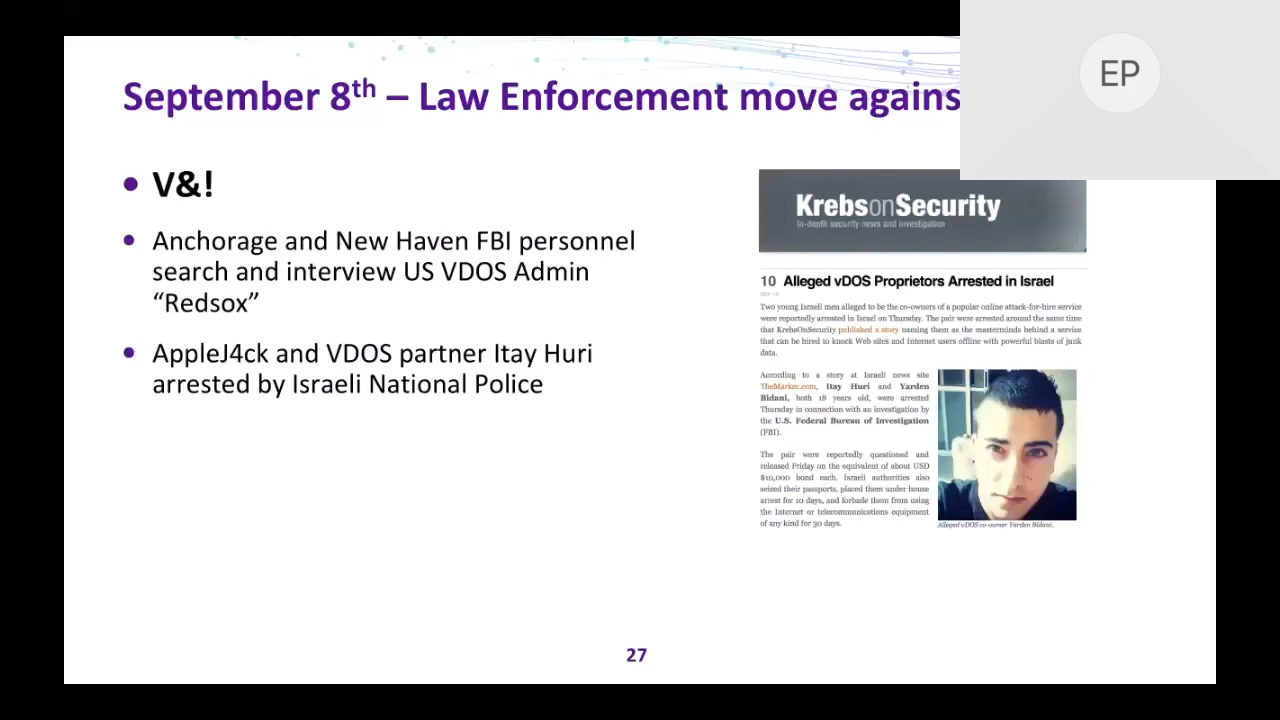 EP
September 8th – Law Enforcement move agains
• V&!
• Anchorage and New Haven FBI personnel
search and interview US VDOS Admin
“Redsox”
• AppleJ4ck and VDOS partner Itay Huri
arrested by Israeli National Police
KrebsonSecurity
In-depth security news and investigation
10 Alleged vDOS Proprietors Arrested in Israel
SEP 16
Two young Israeli men alleged to be the co-owners of a popular online attack-for-hire service
were reportedly arrested in Israel on Thursday. The pair were arrested around the same time
that KrebsOnSecurity published a story naming them as the masterminds behind a service
that can be hired to knock Web sites and Internet users offline with powerful blasts of junk
data.
According to a story at Israeli news site
TheMarker.com, Itay Huri and Yarden
Bidani, both 18 years old, were arrested
Thursday in connection with an investigation by
the U.S. Federal Bureau of Investigation
(FBI).
The pair were reportedly questioned and
released Friday on the equivalent of about USD
$10,000 bond each. Israeli authorities also
seized their passports, placed them under house
arrest for 10 days, and forbade them from using
the Internet or telecommunications equipment
of any kind for 30 days.
Alleged vDOS co-owner Yarden Bidani.
27